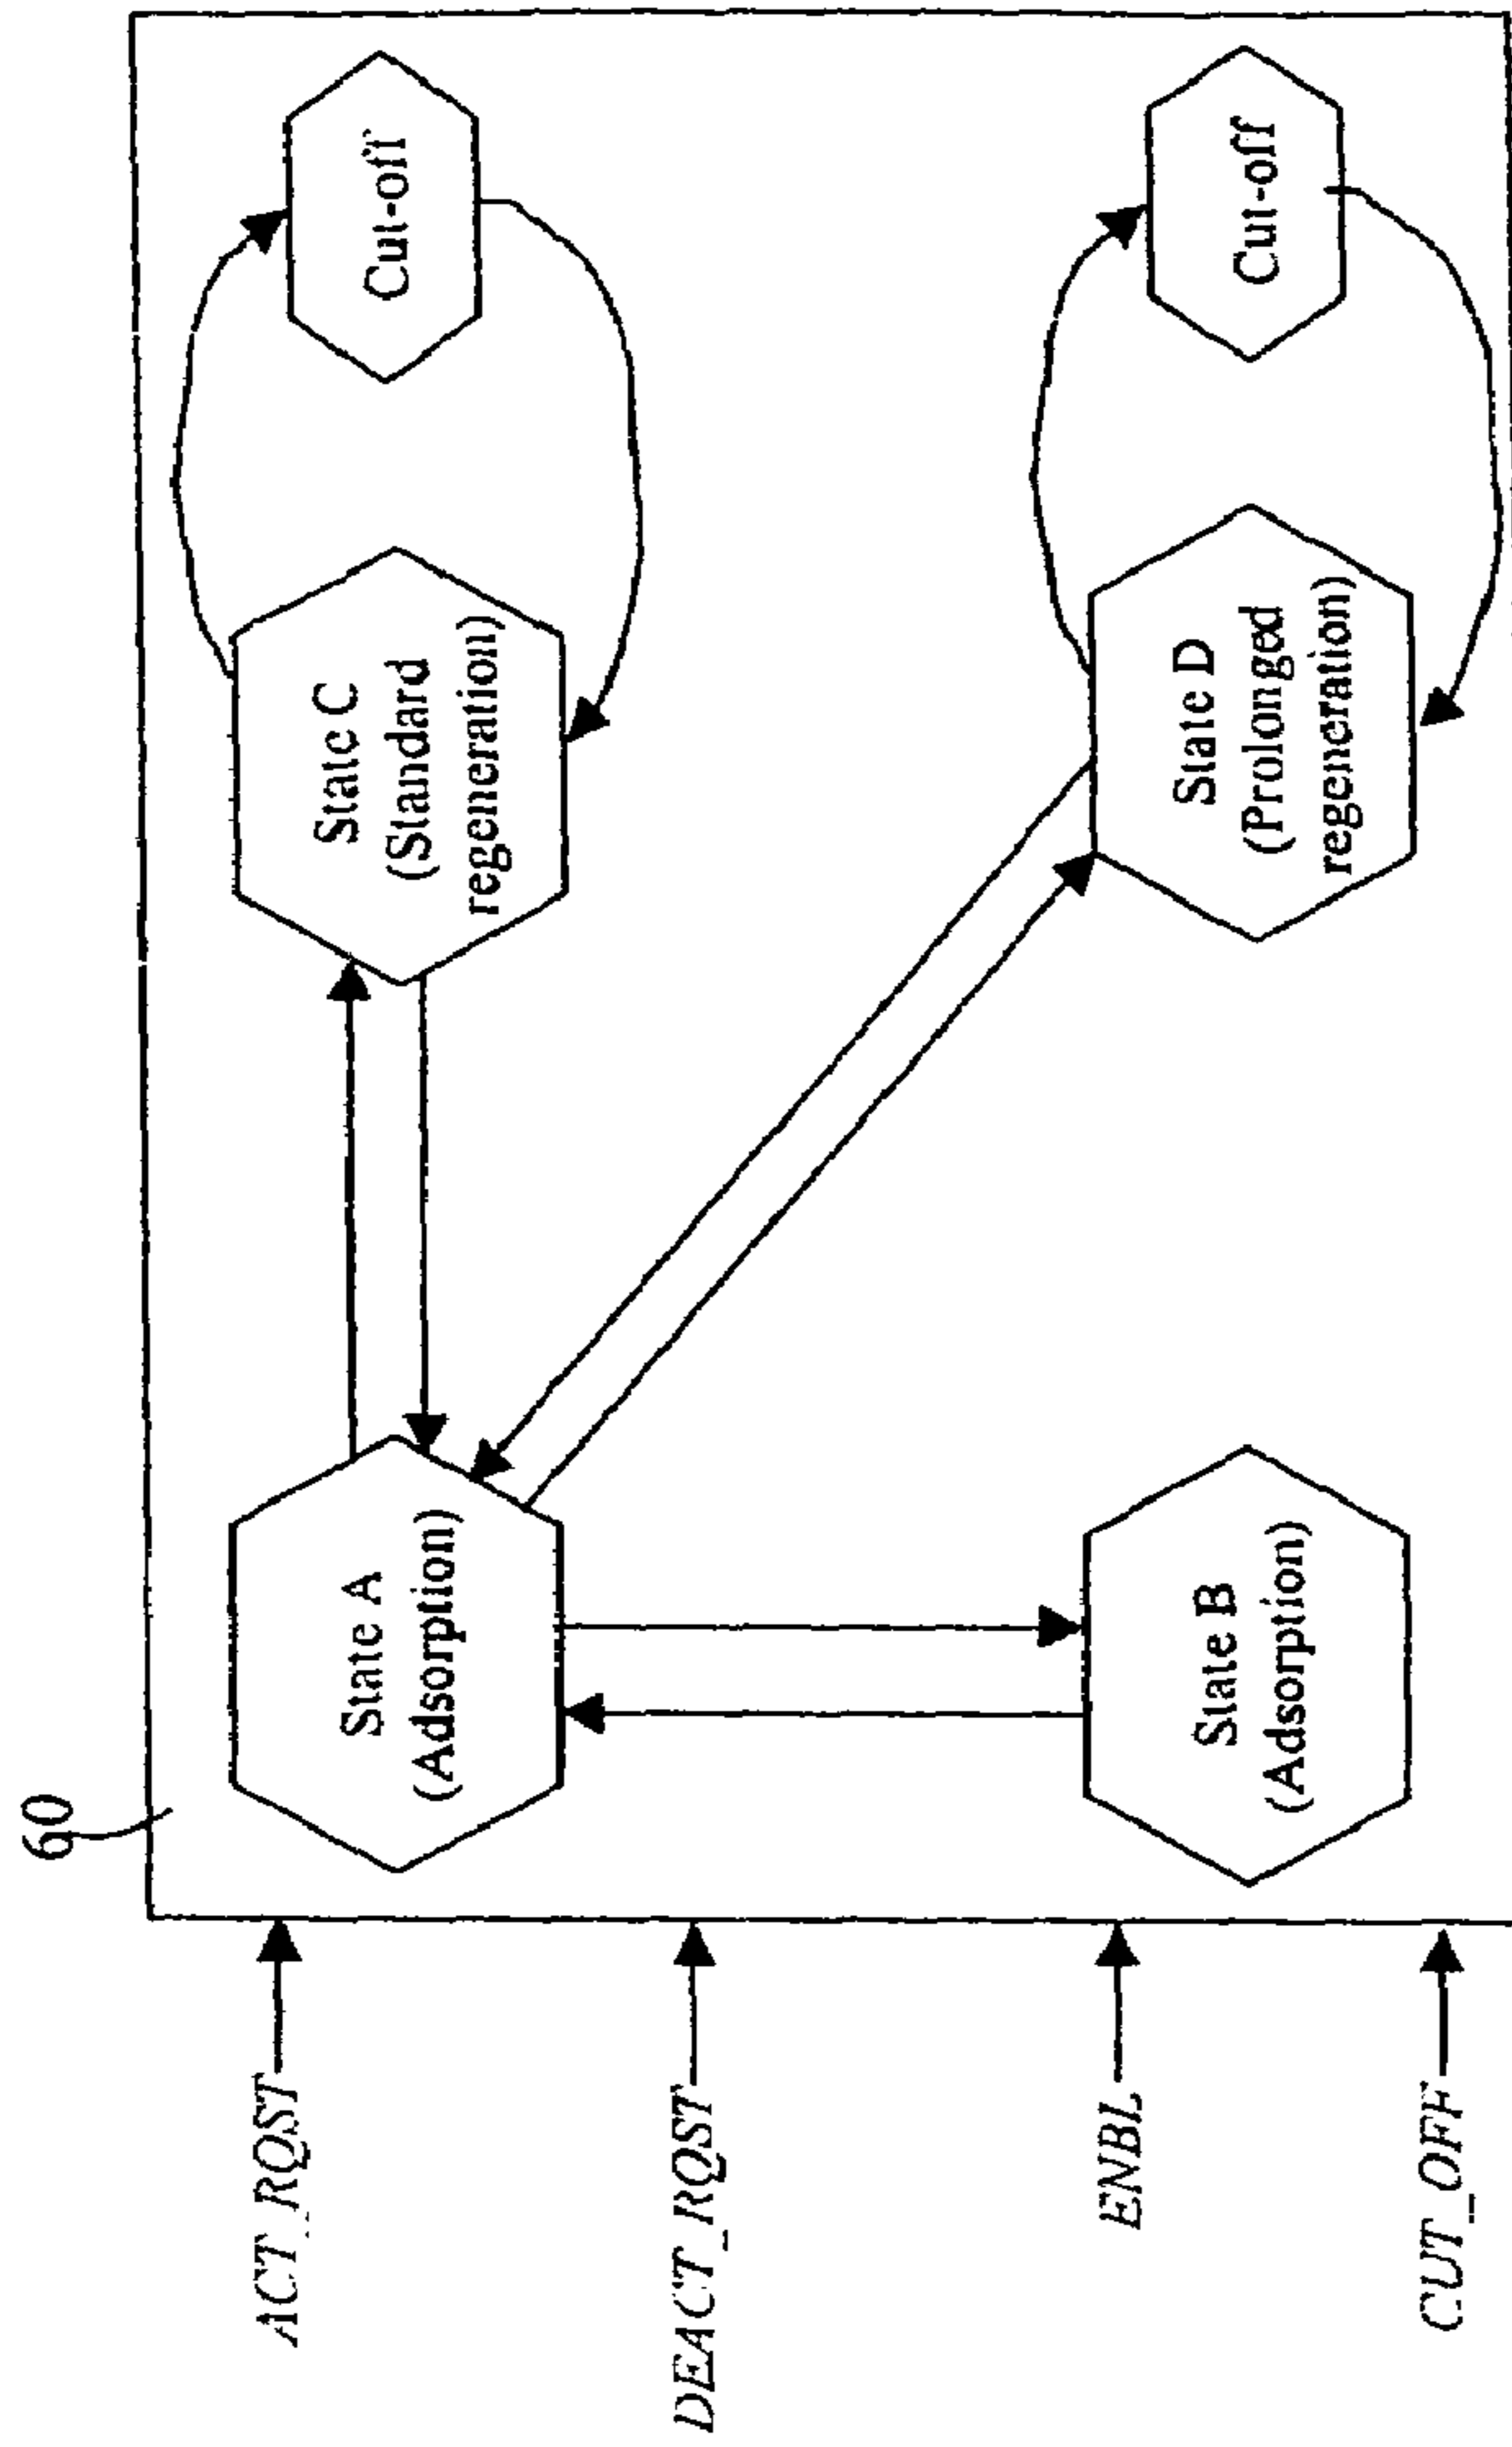 60
ACT_RQST
DEACT_RQST
ENBL
CUT_OFF
State A
(Adsorption)
State B
(Adsorption)
State C
(Standard
regeneration)
State D
(Prolonged
regeneration)
Cut-off
Cut-off